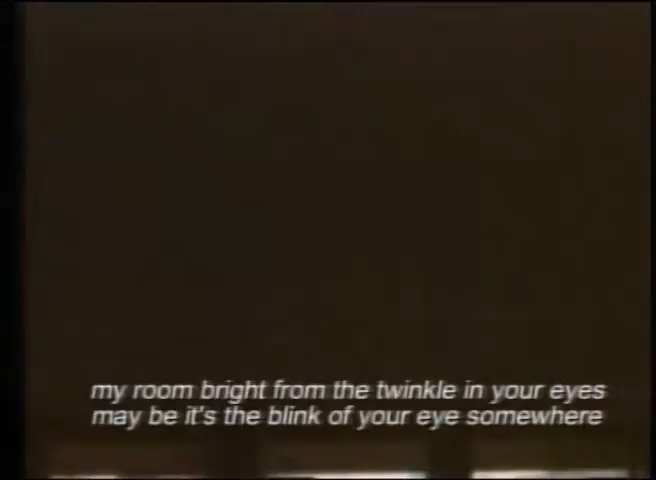 my room bright from the twinkle in your eyes
may be it's the blink of your eye somewhere